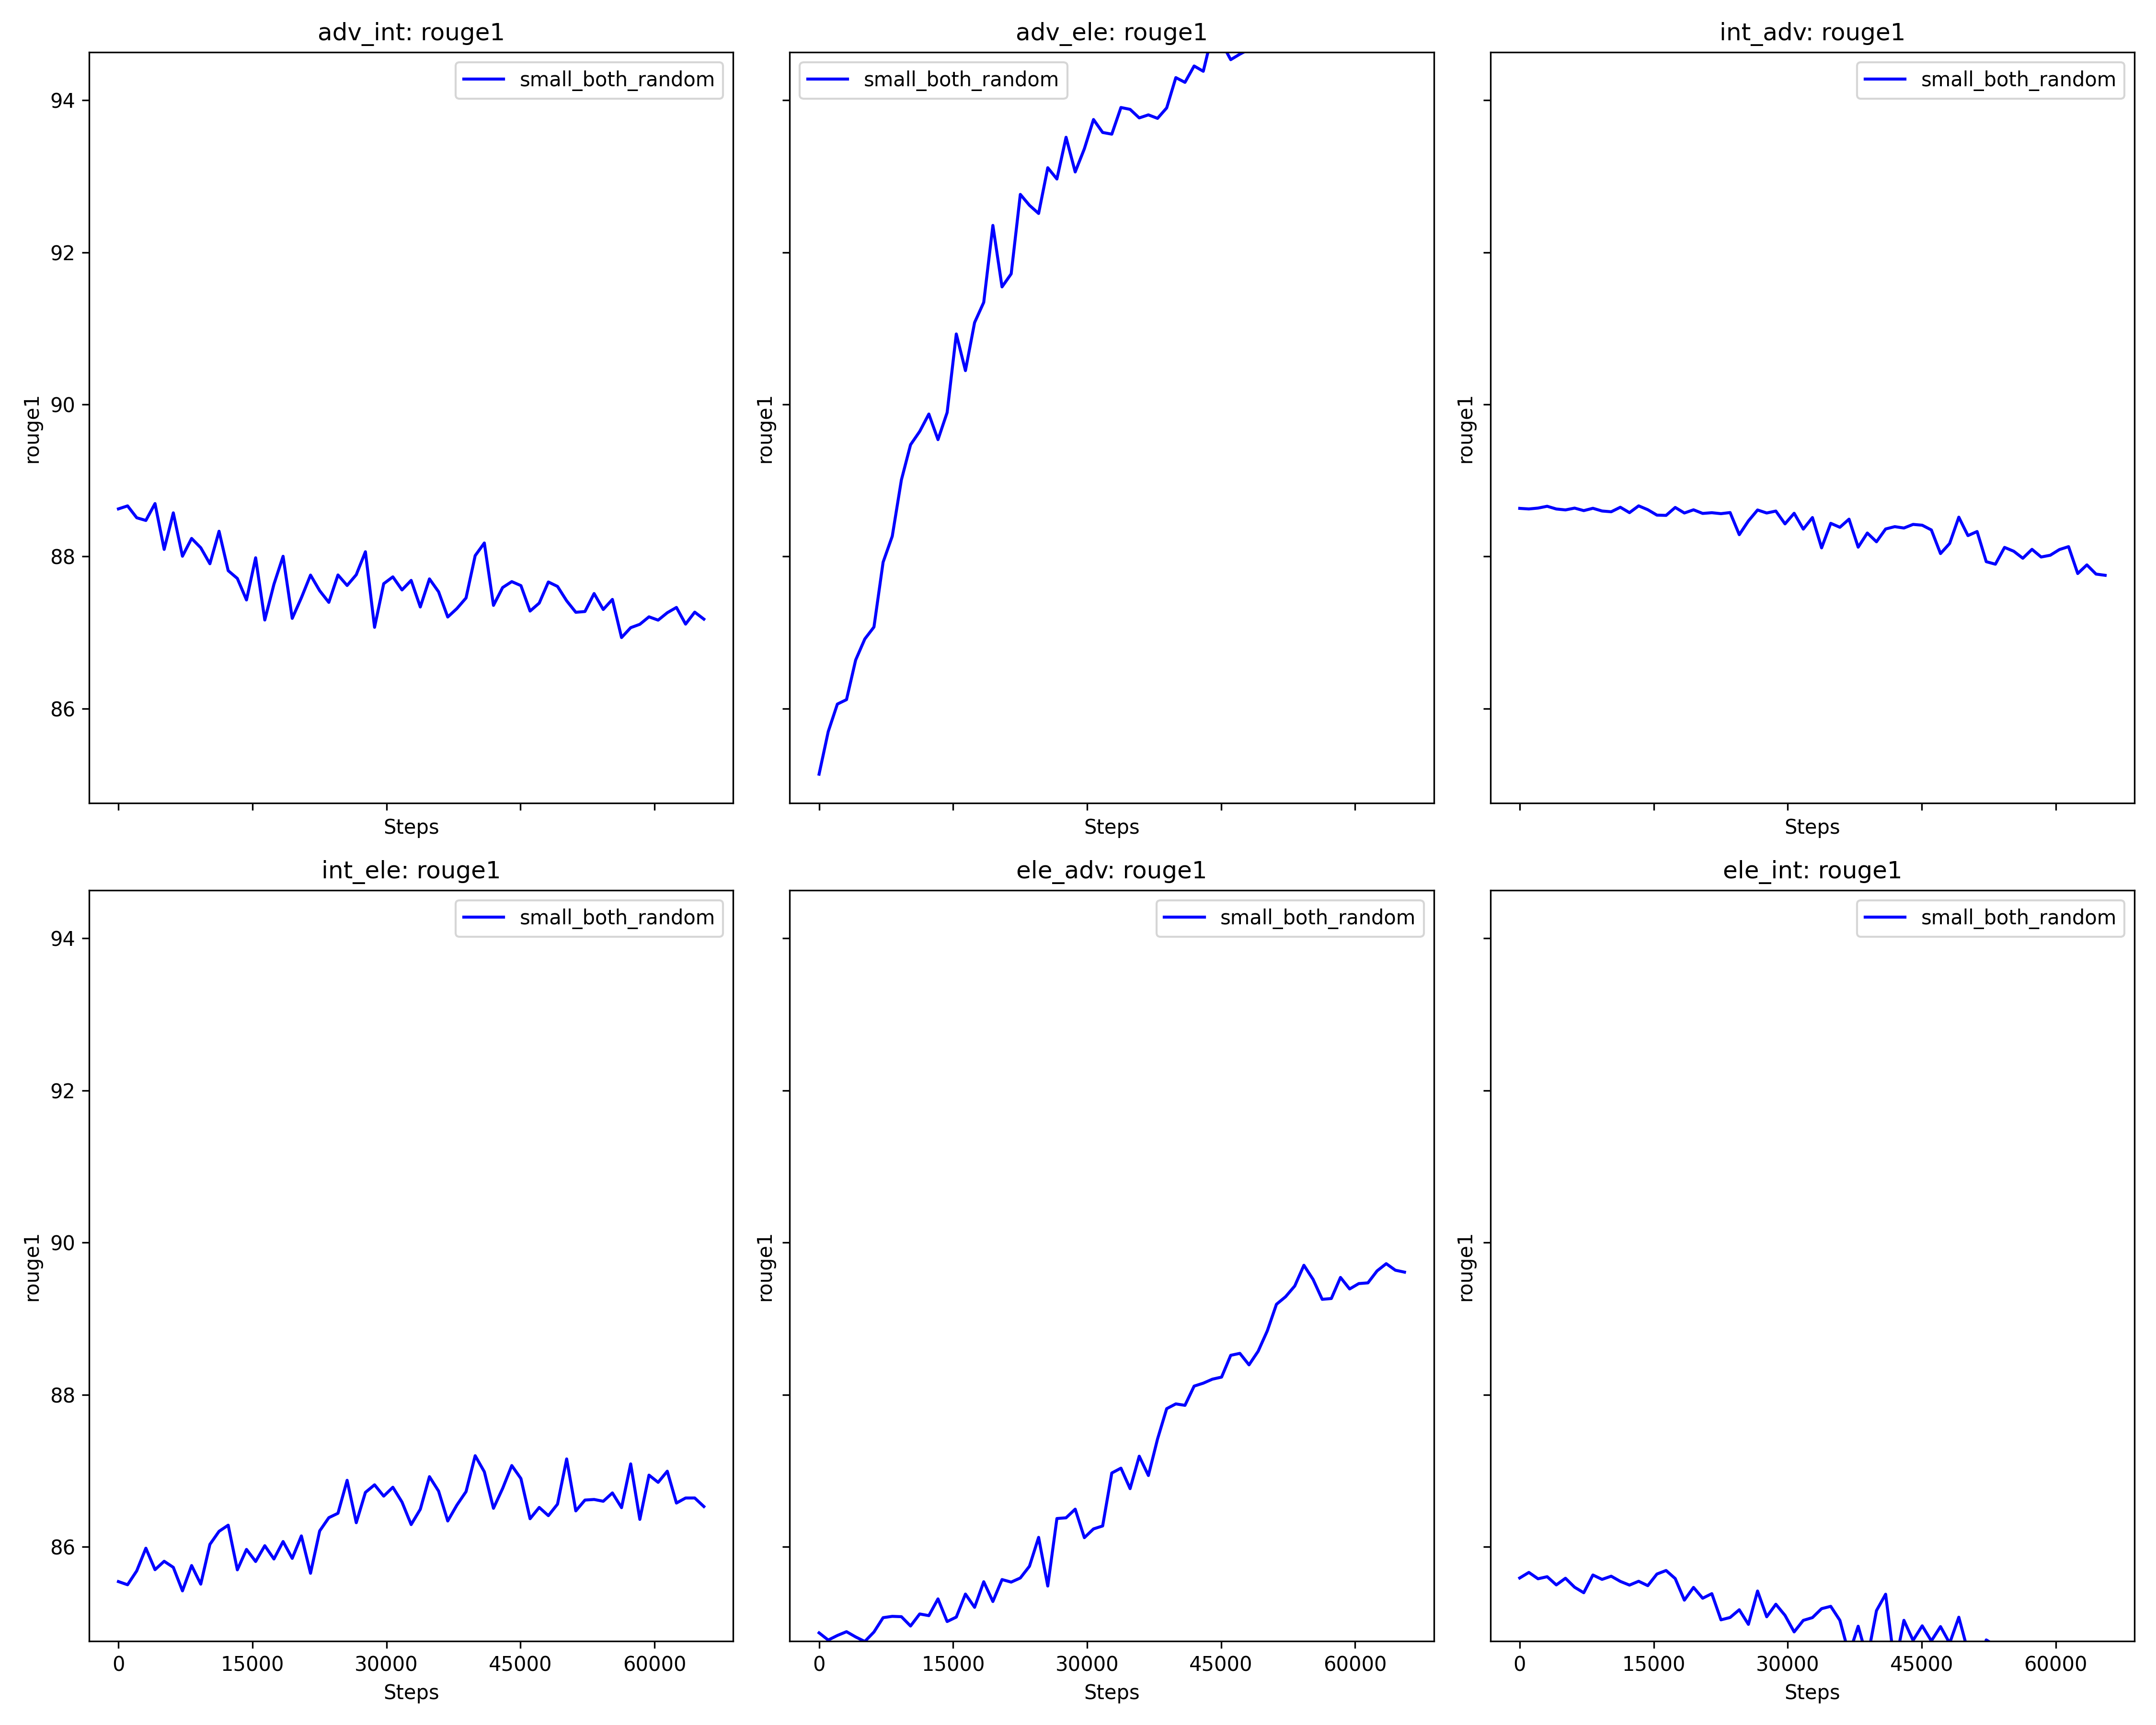 adv_int: rouge1
small_both_random
94
92
90
88
86
rouge1
Steps
adv_ele: rouge1
small_both_random
rouge1
Steps
int_adv: rouge1
small_both_random
rouge1
Steps
int_ele: rouge1
small_both_random
94
92
90
88
86
rouge1
0 15000 30000 45000 60000
Steps
ele_adv: rouge1
small_both_random
rouge1
0 15000 30000 45000 60000
Steps
ele_int: rouge1
small_both_random
rouge1
0 15000 30000 45000 60000
Steps